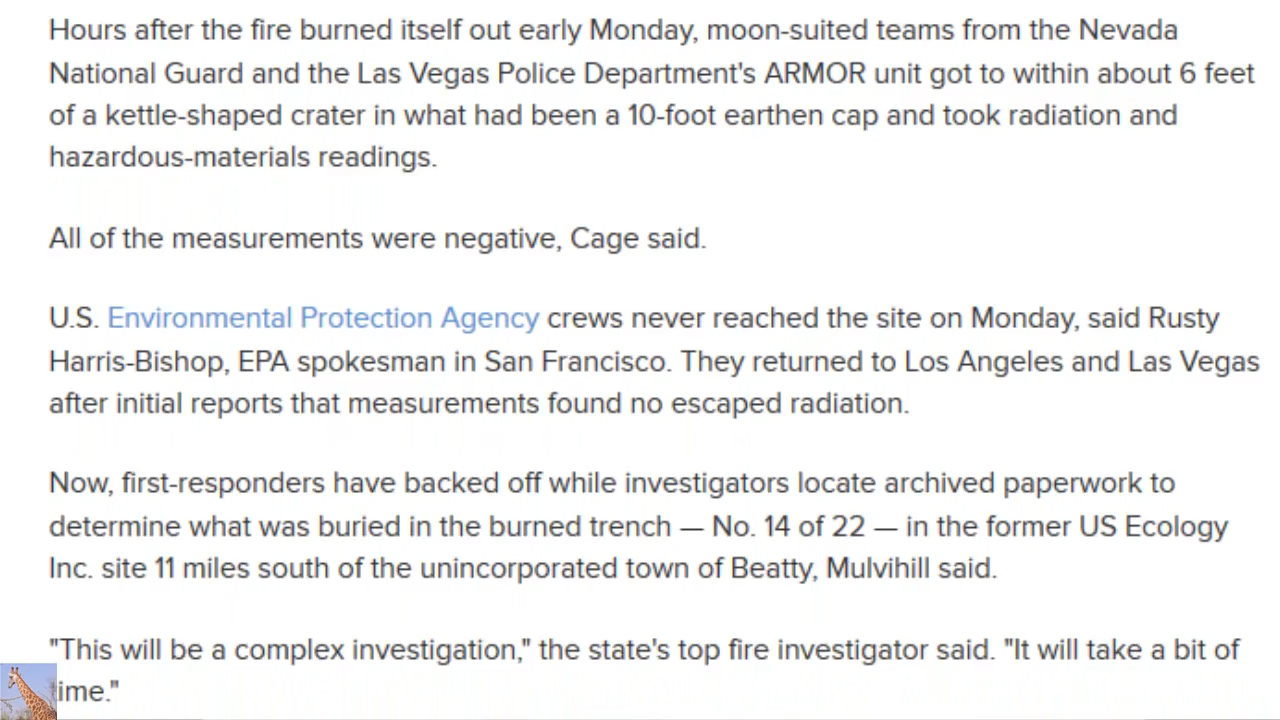 Hours after the fire burned itself out early Monday, moon-suited teams from the Nevada
National Guard and the Las Vegas Police Department's ARMOR unit got to within about 6 feet
of a kettle-shaped crater in what had been a 10-foot earthen cap and took radiation and
hazardous-materials readings.
All of the measurements were negative, Cage said.
U.S. Environmental Protection Agency crews never reached the site on Monday, said Rusty
Harris-Bishop, EPA spokesman in San Francisco. They returned to Los Angeles and Las Vegas
after initial reports that measurements found no escaped radiation.
Now, first-responders have backed off while investigators locate archived paperwork to
determine what was buried in the burned trench — No. 14 of 22 — in the former US Ecology
Inc. site 11 miles south of the unincorporated town of Beatty, Mulvihill said.
"This will be a complex investigation," the state's top fire investigator said. "It will take a bit of
time."